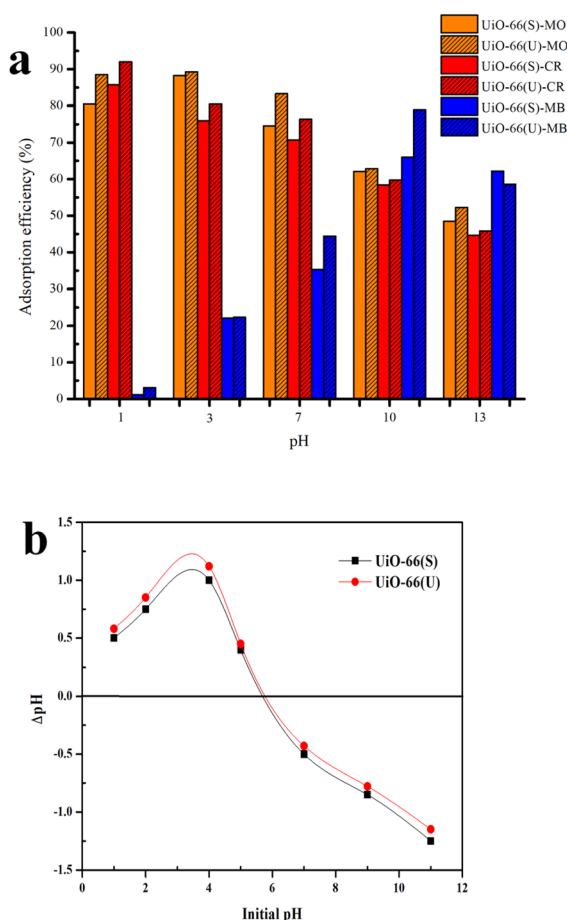 a
UiO-66(S)-MO
UiO-66(U)-MO
UiO-66(S)-CR
UiO-66(U)-CR
UiO-66(S)-MB
UiO-66(U)-MB
Adsorption efficiency (%)
100
90
80
70
60
50
40
30
20
10
0
1 3 7 10 13
pH
b
UiO-66(S)
UiO-66(U)
ΔpH
1.5
1.0
0.5
0.0
-0.5
-1.0
-1.5
0 2 4 6 8 10 12
Initial pH